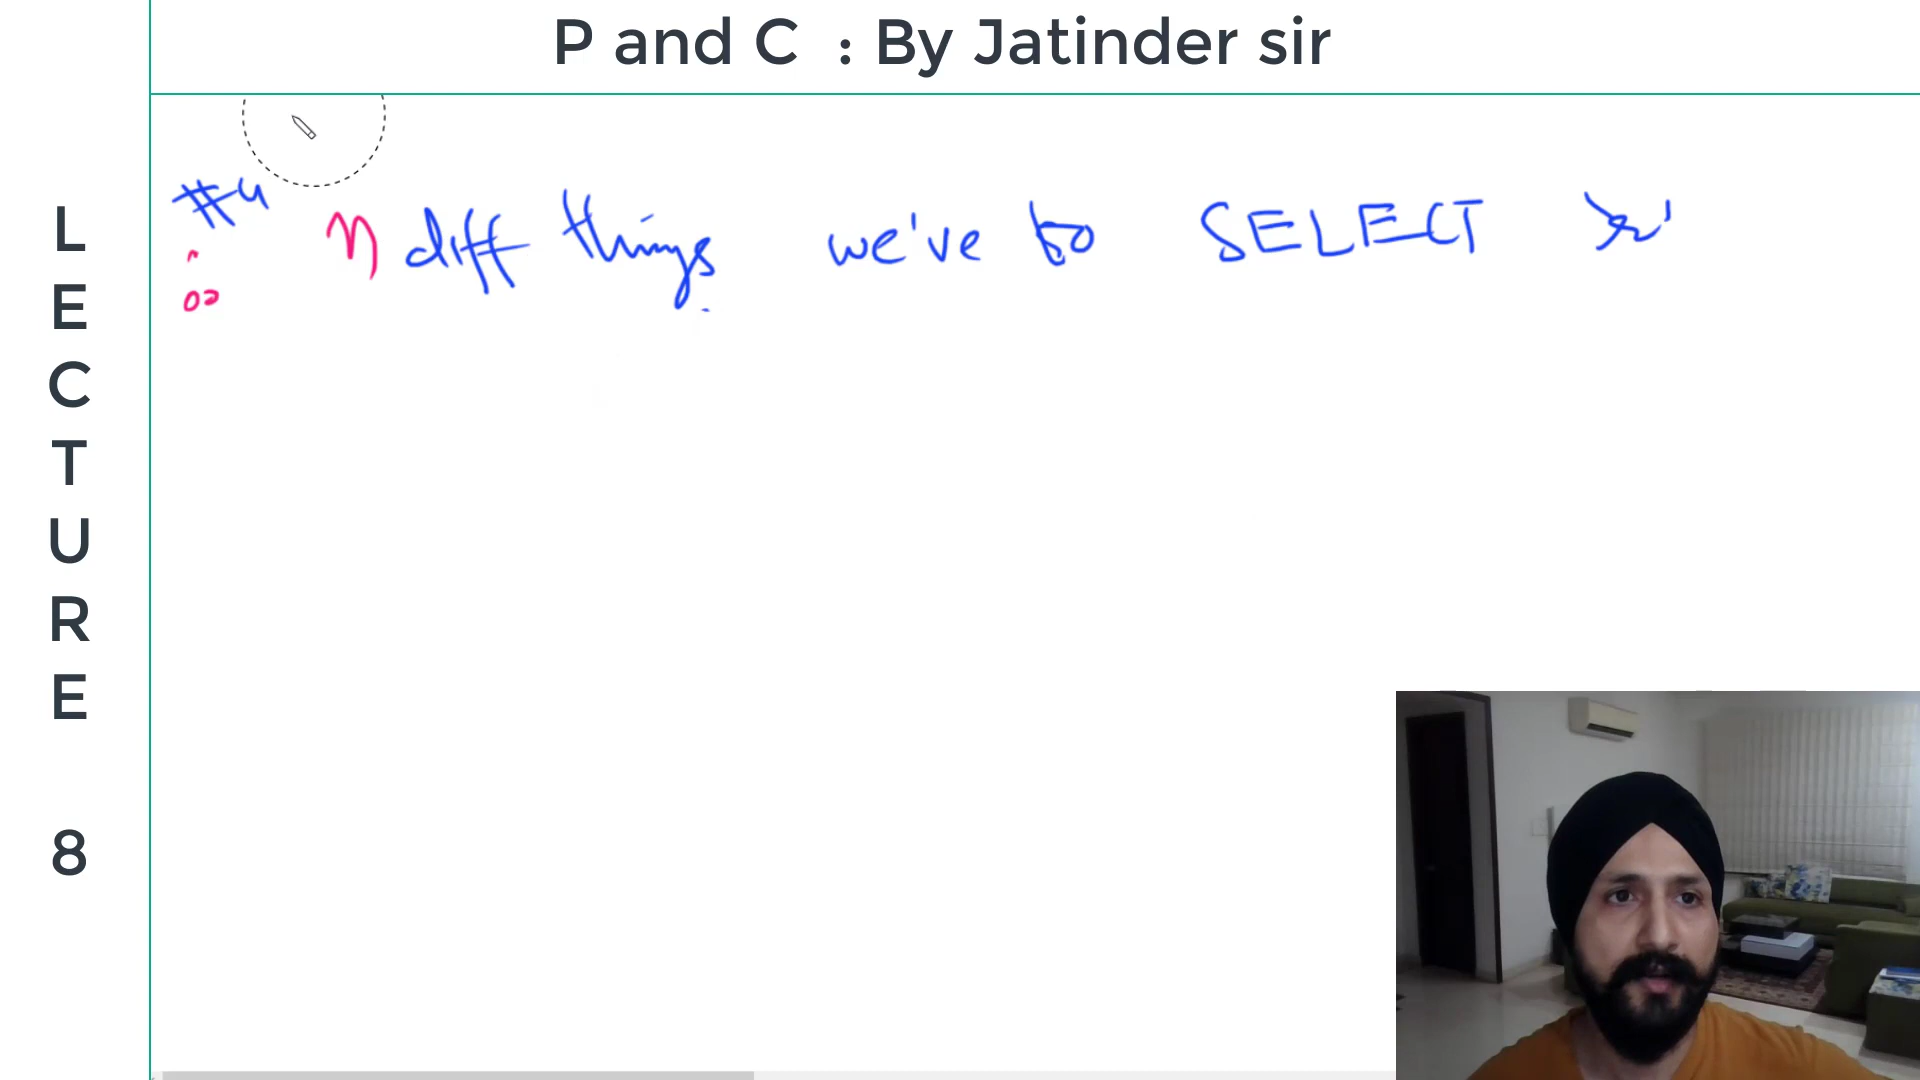 P and C : By Jatinder sir
LECTURE 8
#4
n diff things we've to SELECT 'r'